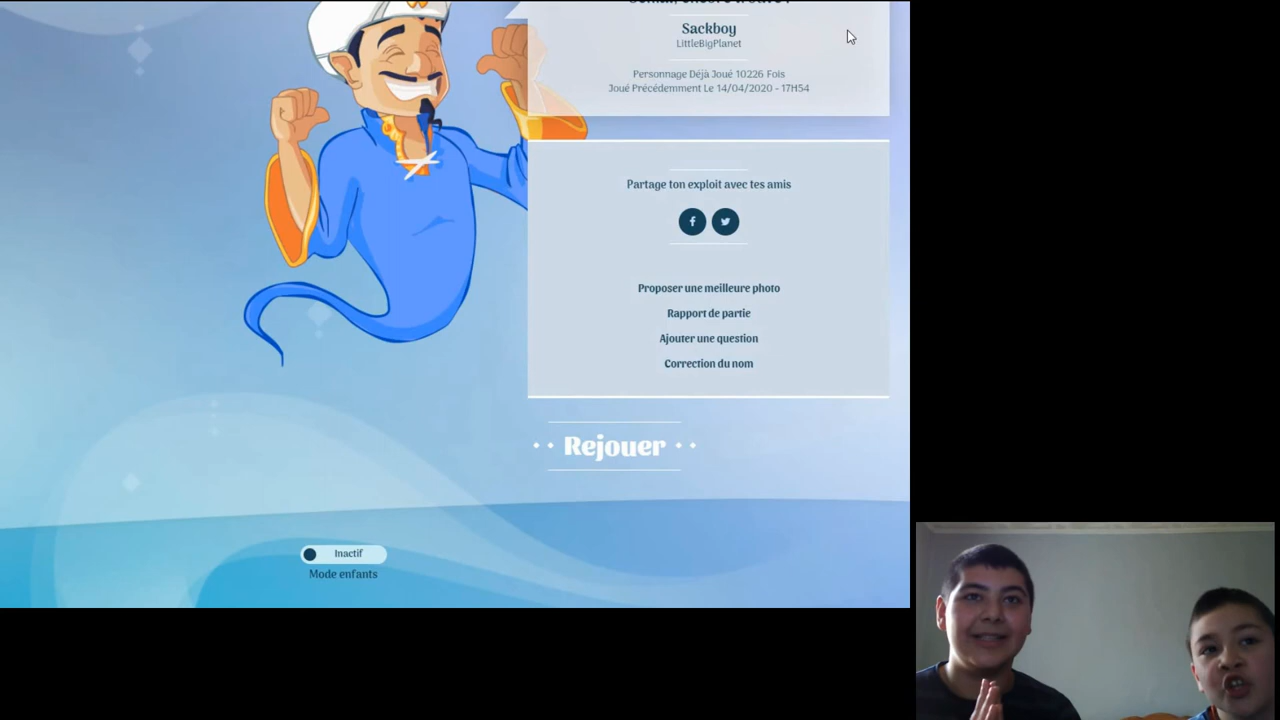 Sackboy
LittleBigPlanet
Personnage Déjà Joué 10226 Fois
Joué Précédemment Le 14/04/2020 - 17H54
Partage ton exploit avec tes amis
Proposer une meilleure photo
Rapport de partie
Ajouter une question
Correction du nom
Rejouer
Inactif
Mode enfants